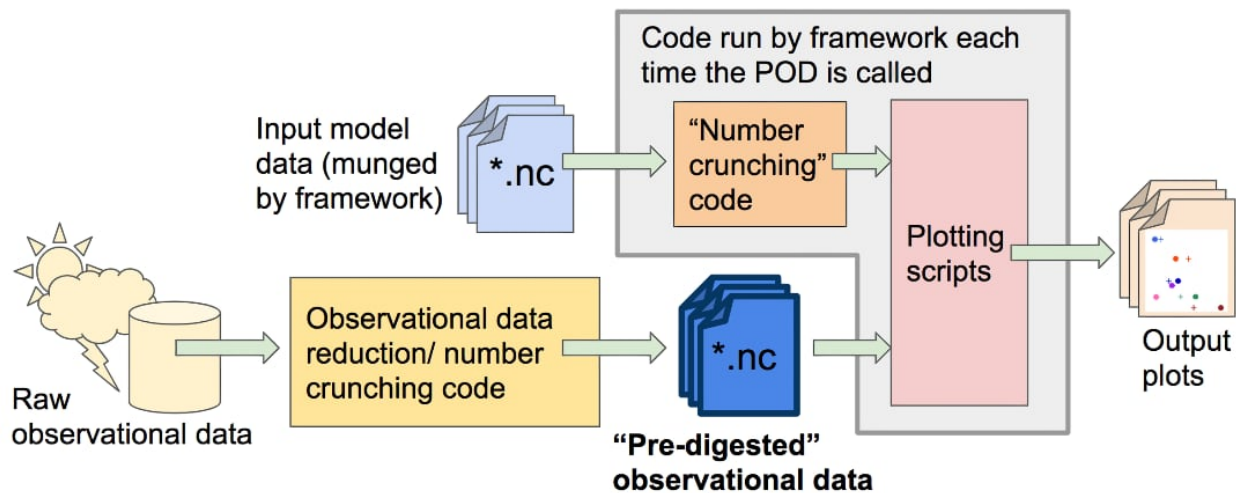 Code run by framework each
time the POD is called
Input model
data (munged
by framework)
*.nc
“Number
crunching”
code
Plotting
scripts
Output
plots
Raw
observational data
Observational data
reduction/ number
crunching code
*.nc
“Pre-digested”
observational data